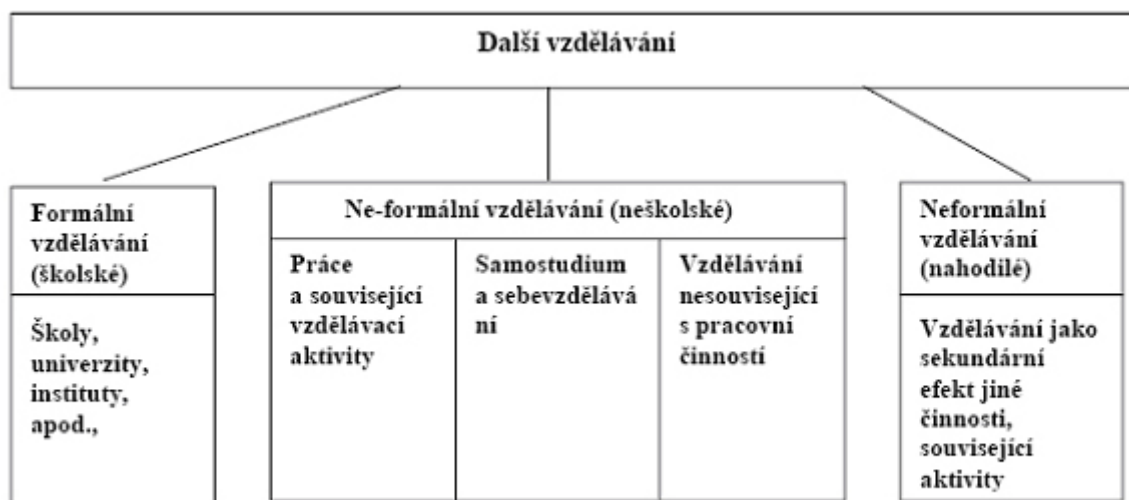 Další vzdělávání
Formální
vzdělávání
(školské)
Školy,
univerzity,
instituty,
apod.,
Ne-formální vzdělávání (neškolské)
Práce
a související
vzdělávací
aktivity
Samostudium
a sebevzdělává
ní
Vzdělávání
nesouvisející
s pracovní
činností
Neformální
vzdělávání
(nahodilé)
Vzdělávání jako
sekundární
efekt jiné
činnosti,
související
aktivity